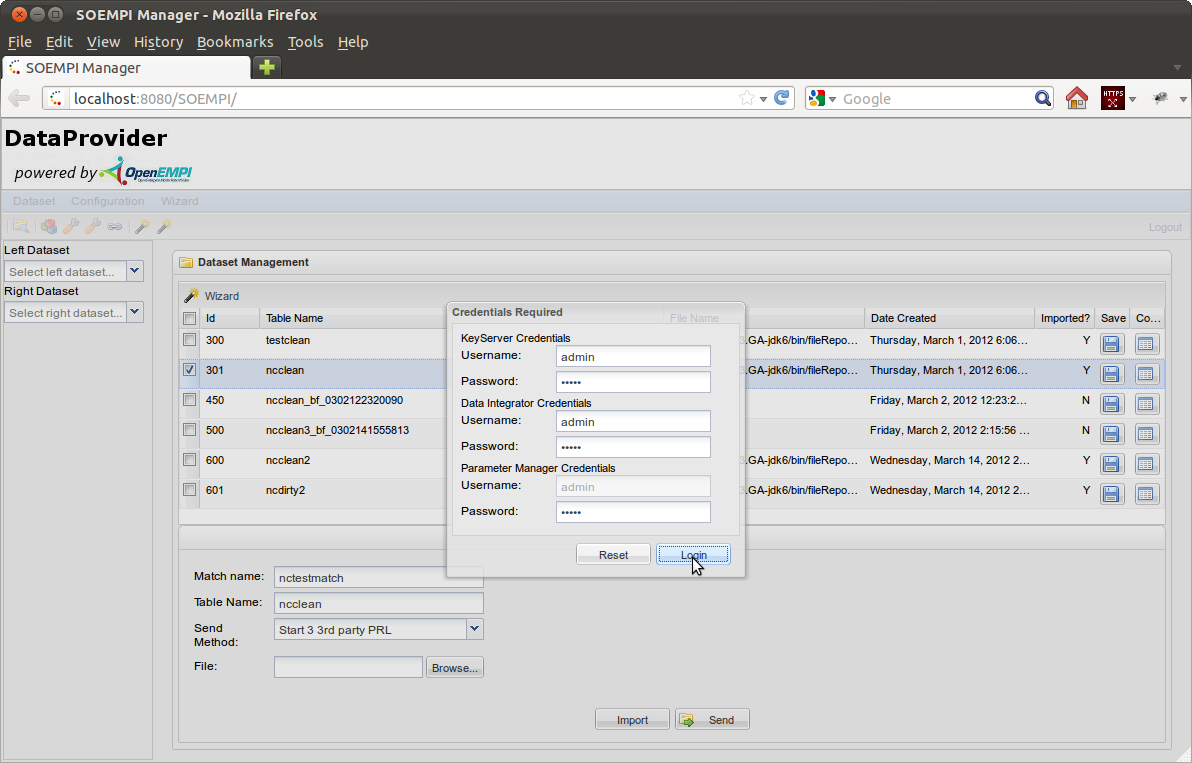 SOEMPI Manager - Mozilla Firefox
File Edit View History Bookmarks Tools Help
SOEMPI Manager
localhost:8080/SOEMPI/
Google
HTTPS
DataProvider
powered by OpenEMPI
Dataset Configuration Wizard
Logout
Left Dataset
Select left dataset...
Right Dataset
Select right dataset...
Dataset Management
Wizard
Id Table Name File Name Date Created Imported? Save Co...
300 testclean .GA-jdk6/bin/fileRepo... Thursday, March 1, 2012 6:06... Y
301 ncclean .GA-jdk6/bin/fileRepo... Thursday, March 1, 2012 6:06... Y
450 ncclean_bf_0302122320090 Friday, March 2, 2012 12:23:2... N
500 ncclean3_bf_0302141555813 Friday, March 2, 2012 2:15:56 ... N
600 ncclean2 .GA-jdk6/bin/fileRepo... Wednesday, March 14, 2012 2... Y
601 ncdirty2 .GA-jdk6/bin/fileRepo... Wednesday, March 14, 2012 2... Y
Credentials Required
KeyServer Credentials
Username: admin
Password: •••••
Data Integrator Credentials
Username: admin
Password: •••••
Parameter Manager Credentials
Username: admin
Password: •••••
Reset Login
Match name: nctestmatch
Table Name: ncclean
Send
Method: Start 3 3rd party PRL
File: Browse...
Import Send